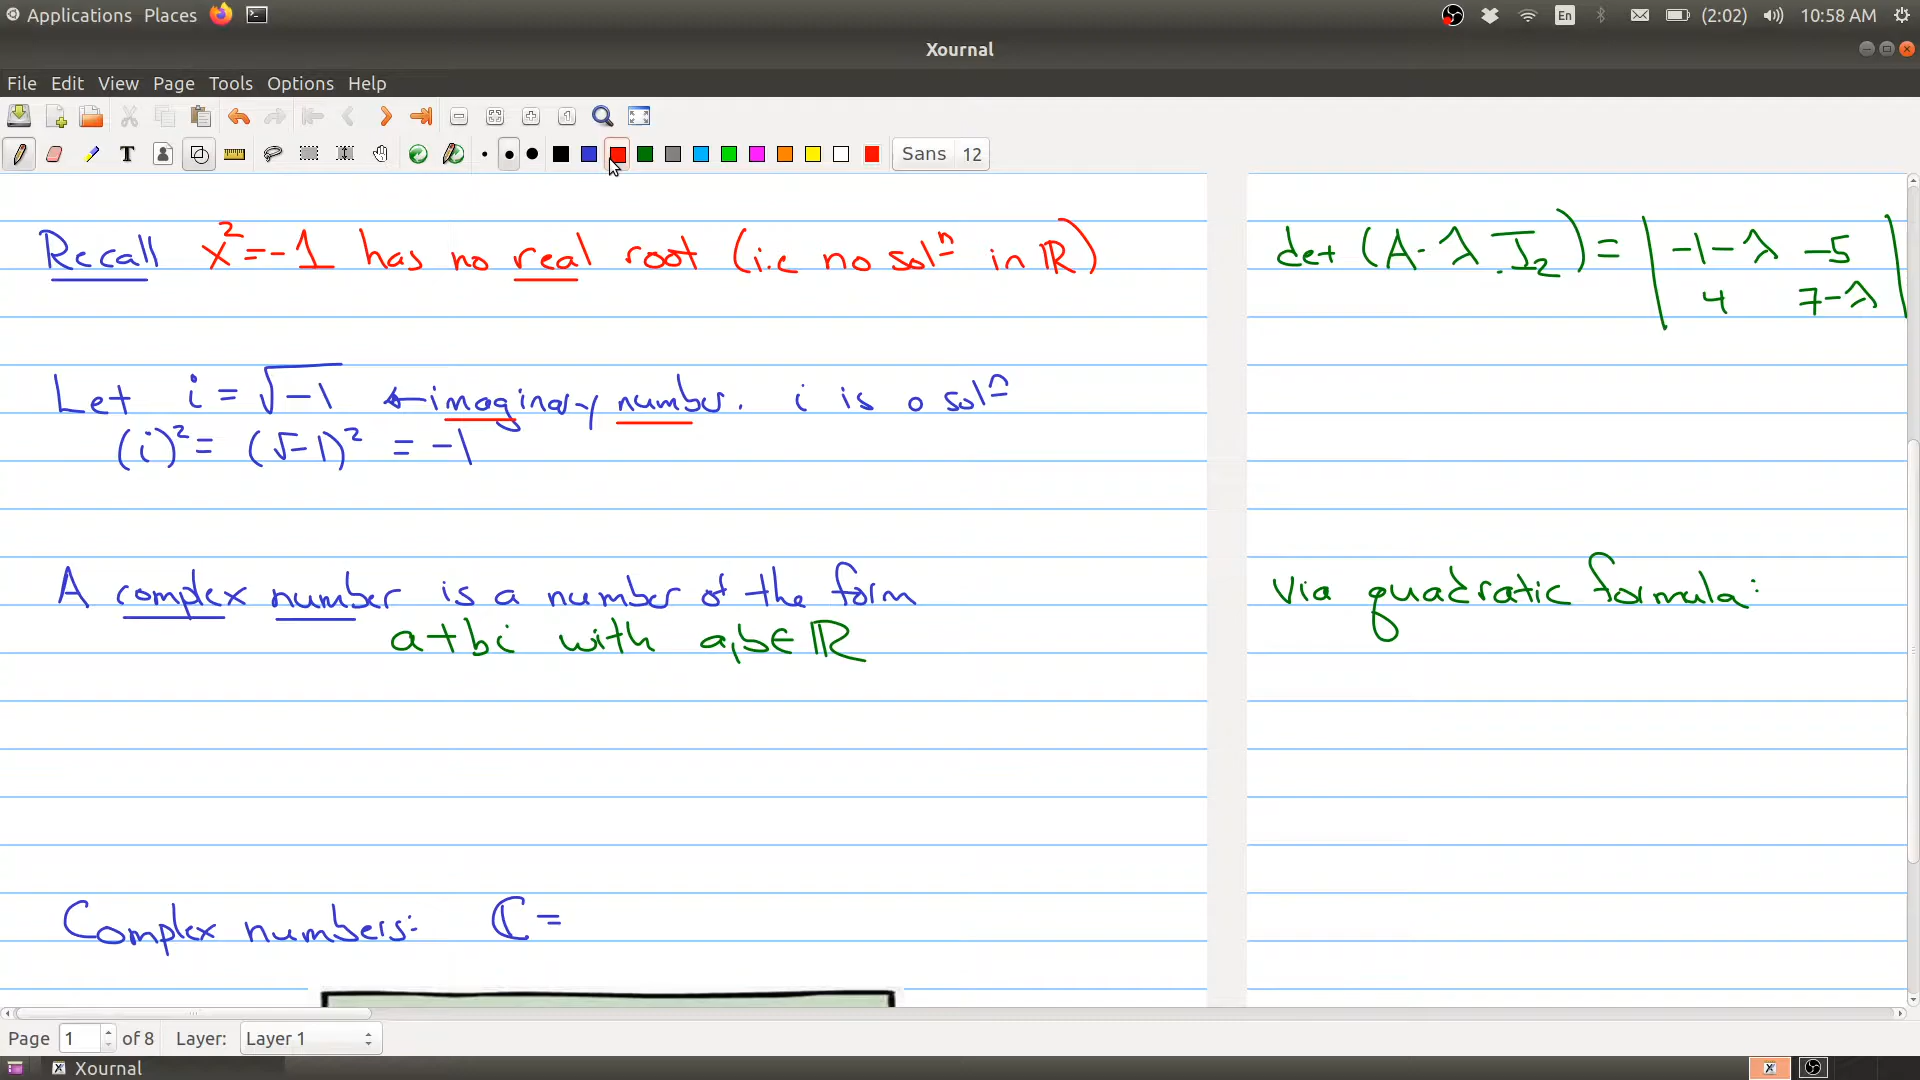 Applications Places En (2:02) 10:58 AM
Xournal
File Edit View Page Tools Options Help
Sans 12
Recall x²=-1 has no real root (i.e no solⁿ in ℝ)
Let i = √-1 ← imaginary number. i is a solⁿ
(i)² = (√-1)² = -1
A complex number is a number of the form
a+bi with a,b∈ℝ
Complex numbers: ℂ =
det (A - λ I₂) = | -1-λ -5
4 7-λ |
via quadratic formula:
Page 1 of 8 Layer: Layer 1
Xournal